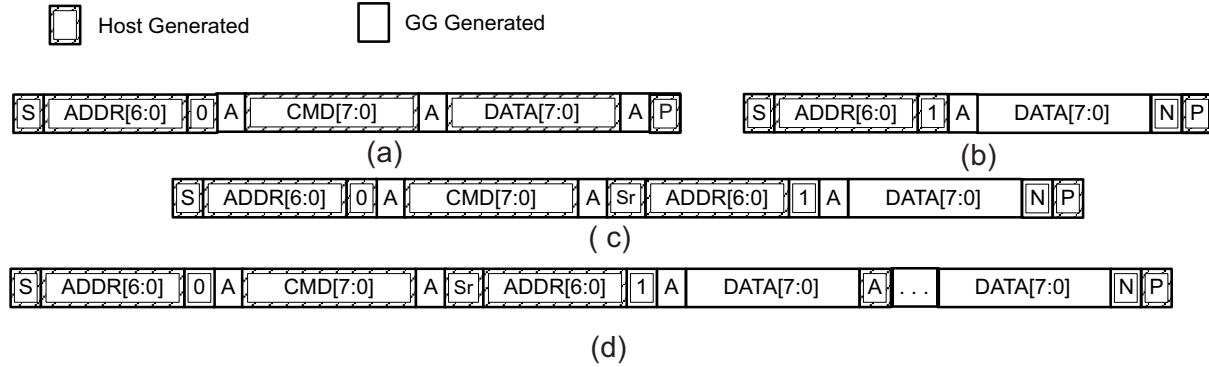 Host Generated GG Generated
S ADDR[6:0] 0 A CMD[7:0] A DATA[7:0] A P S ADDR[6:0] 1 A DATA[7:0] N P
(a) (b)
S ADDR[6:0] 0 A CMD[7:0] A Sr ADDR[6:0] 1 A DATA[7:0] N P
( c)
S ADDR[6:0] 0 A CMD[7:0] A Sr ADDR[6:0] 1 A DATA[7:0] A . . . DATA[7:0] N P
(d)